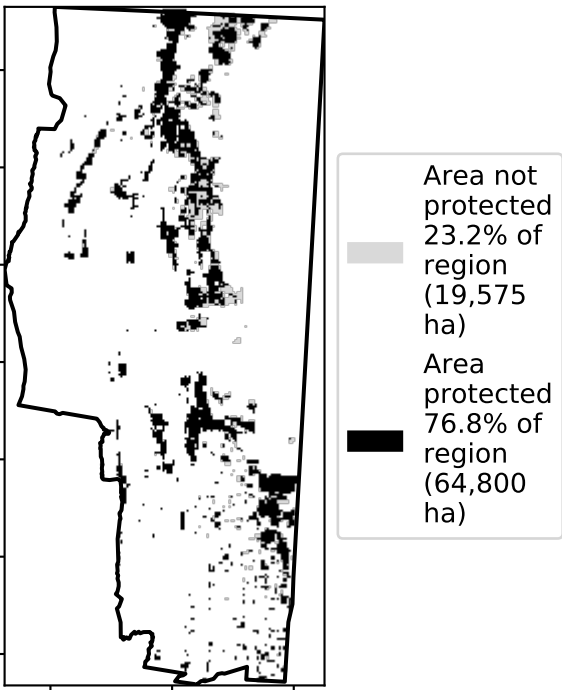 Area not
protected
23.2% of
region
(19,575
ha)
Area
protected
76.8% of
region
(64,800
ha)